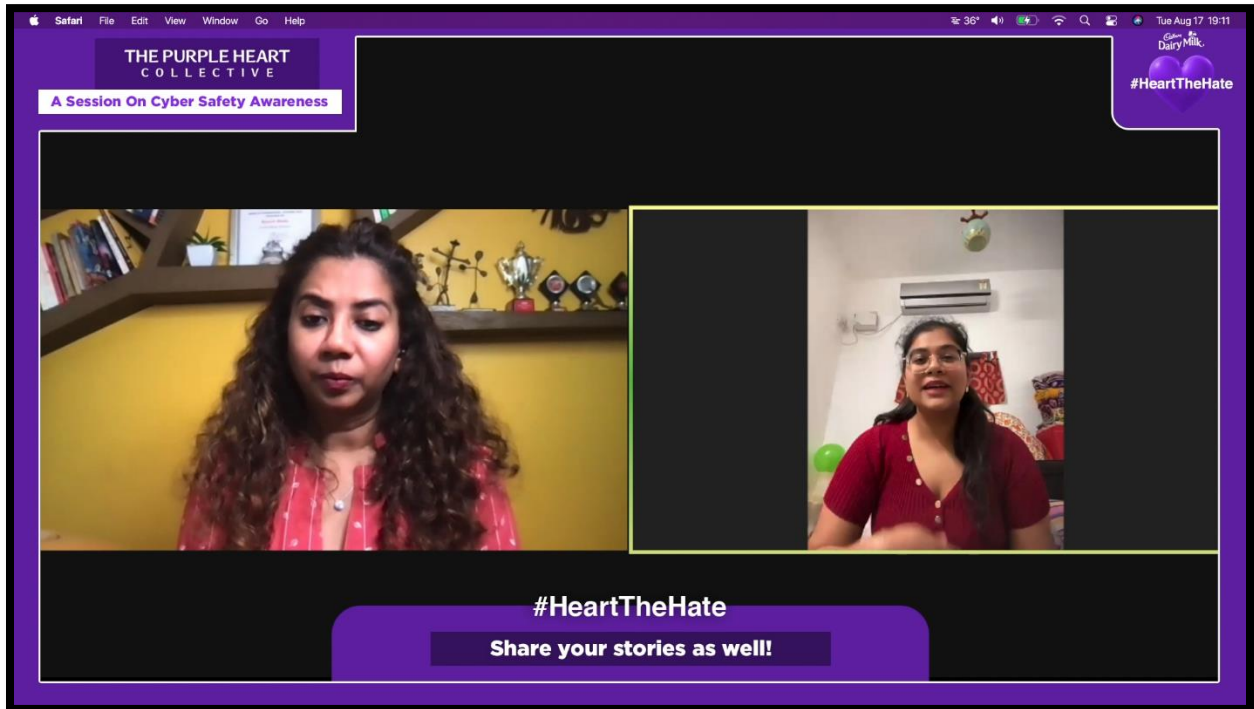 Safari File Edit View Window Go Help
36° Tue Aug 17 19:11
THE PURPLE HEART
COLLECTIVE
A Session On Cyber Safety Awareness
Cadbury
Dairy Milk
#HeartTheHate
#HeartTheHate
Share your stories as well!